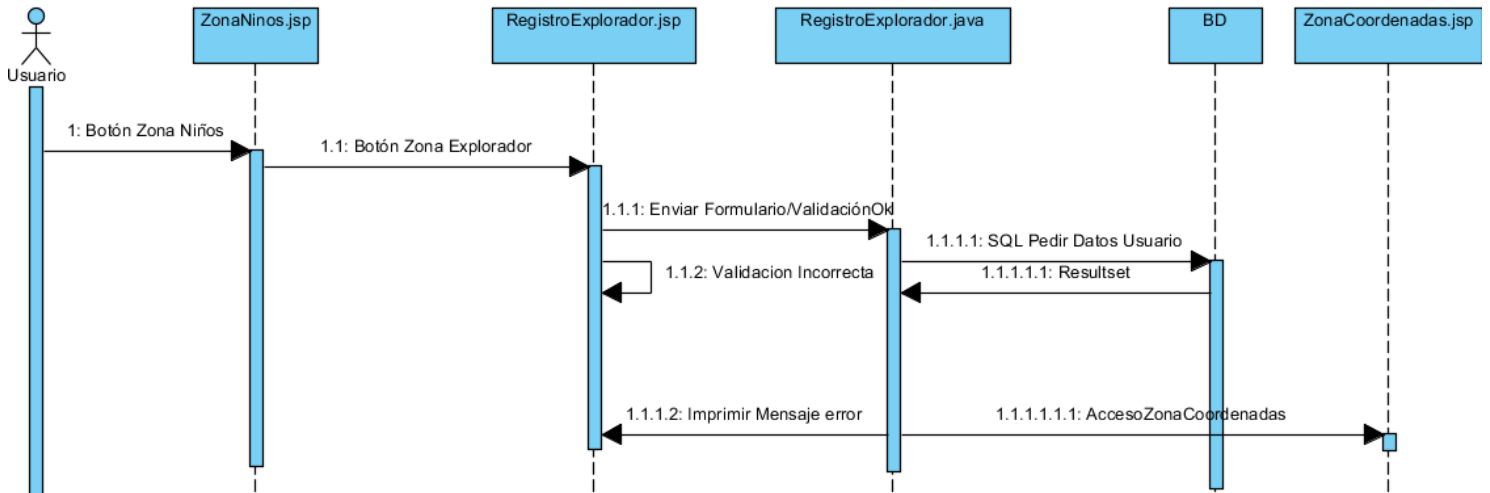 ZonaNinos.jsp
RegistroExplorador.jsp
RegistroExplorador.java
BD
ZonaCoordenadas.jsp
Usuario
1: Botón Zona Niños
1.1: Botón Zona Explorador
1.1.1: Enviar Formulario/ValidaciónOk
1.1.1.1: SQL Pedir Datos Usuario
1.1.2: Validacion Incorrecta
1.1.1.1.1: Resultset
1.1.1.2: Imprimir Mensaje error
1.1.1.1.1.1: AccesoZonaCoordenadas